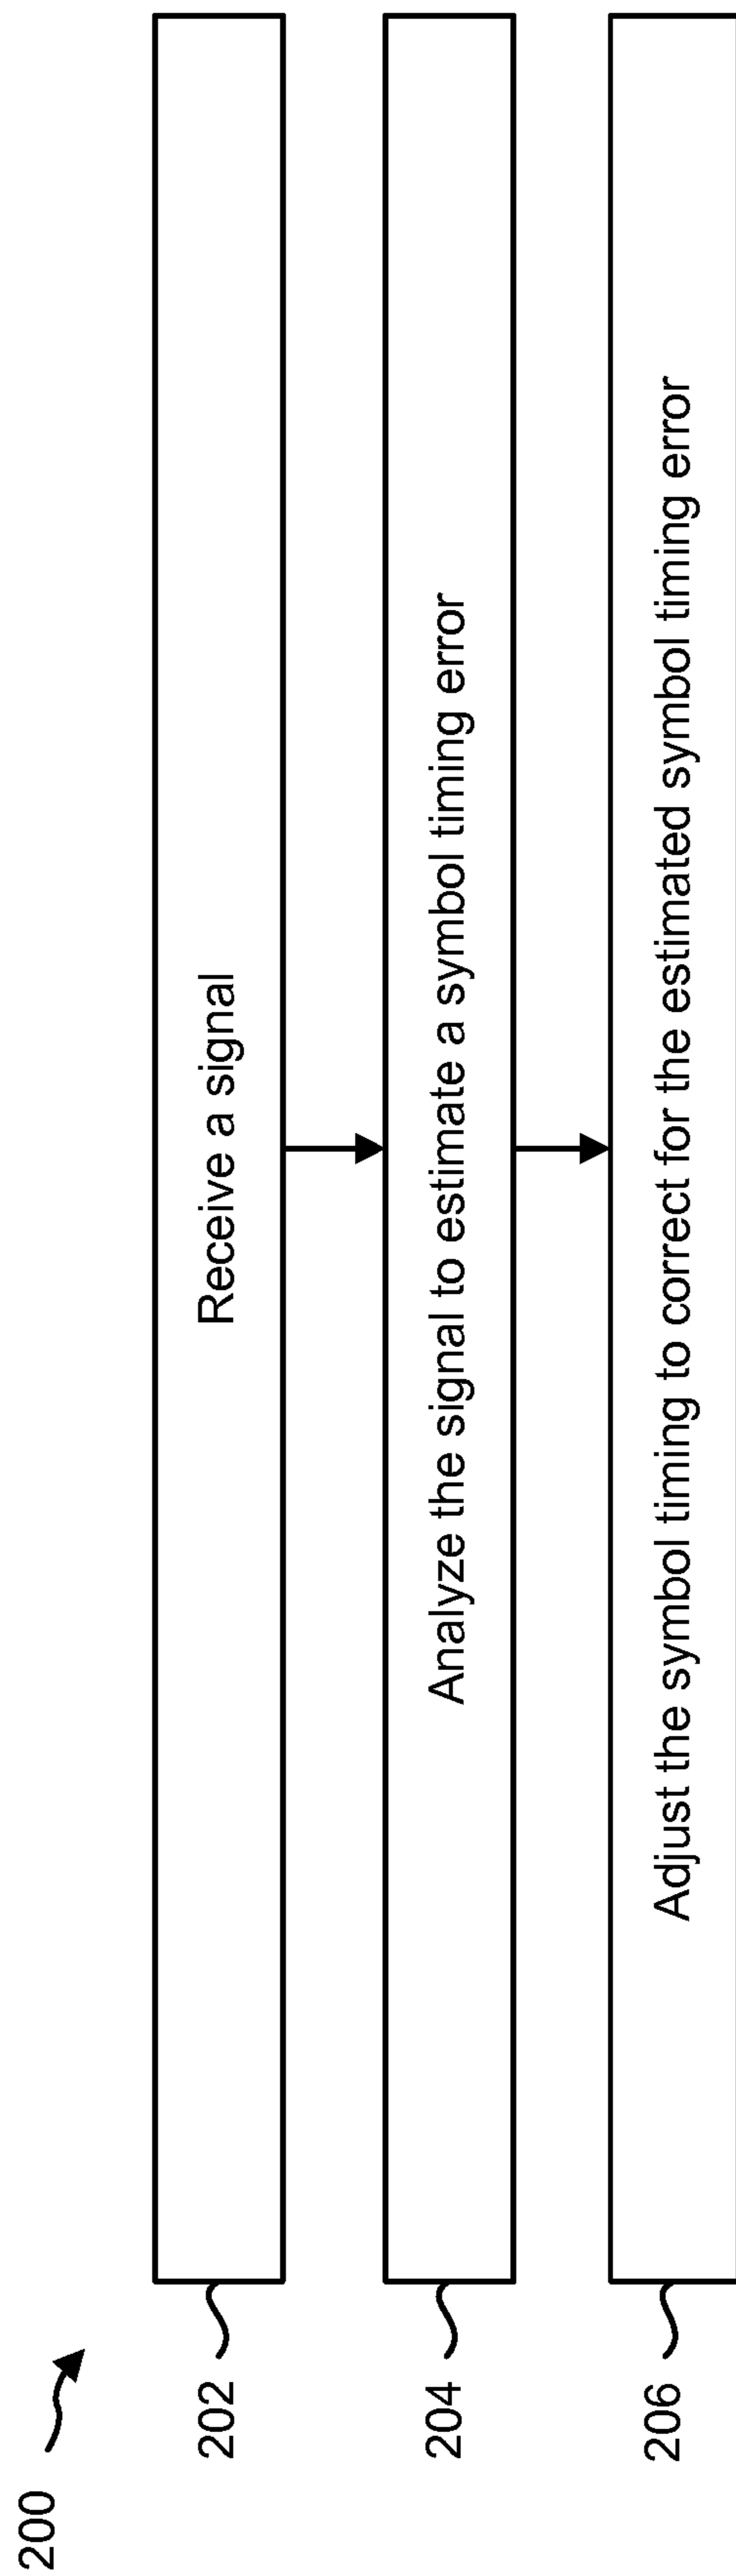 200
202
Receive a signal
204
Analyze the signal to estimate a symbol timing error
206
Adjust the symbol timing to correct for the estimated symbol timing error